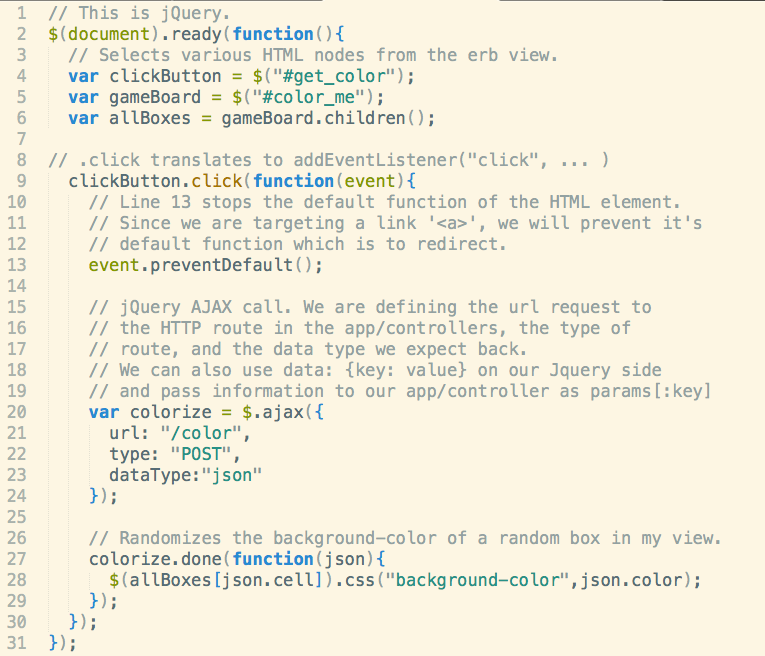 1 // This is jQuery.
2 $(document).ready(function(){
3   // Selects various HTML nodes from the erb view.
4   var clickButton = $("#get_color");
5   var gameBoard = $("#color_me");
6   var allBoxes = gameBoard.children();
7
8 // .click translates to addEventListener("click", ... )
9   clickButton.click(function(event){
10     // Line 13 stops the default function of the HTML element.
11     // Since we are targeting a link '<a>', we will prevent it's
12     // default function which is to redirect.
13     event.preventDefault();
14
15     // jQuery AJAX call. We are defining the url request to
16     // the HTTP route in the app/controllers, the type of
17     // route, and the data type we expect back.
18     // We can also use data: {key: value} on our Jquery side
19     // and pass information to our app/controller as params[:key]
20     var colorize = $.ajax({
21       url: "/color",
22       type: "POST",
23       dataType:"json"
24     });
25
26     // Randomizes the background-color of a random box in my view.
27     colorize.done(function(json){
28       $(allBoxes[json.cell]).css("background-color",json.color);
29     });
30   });
31 });